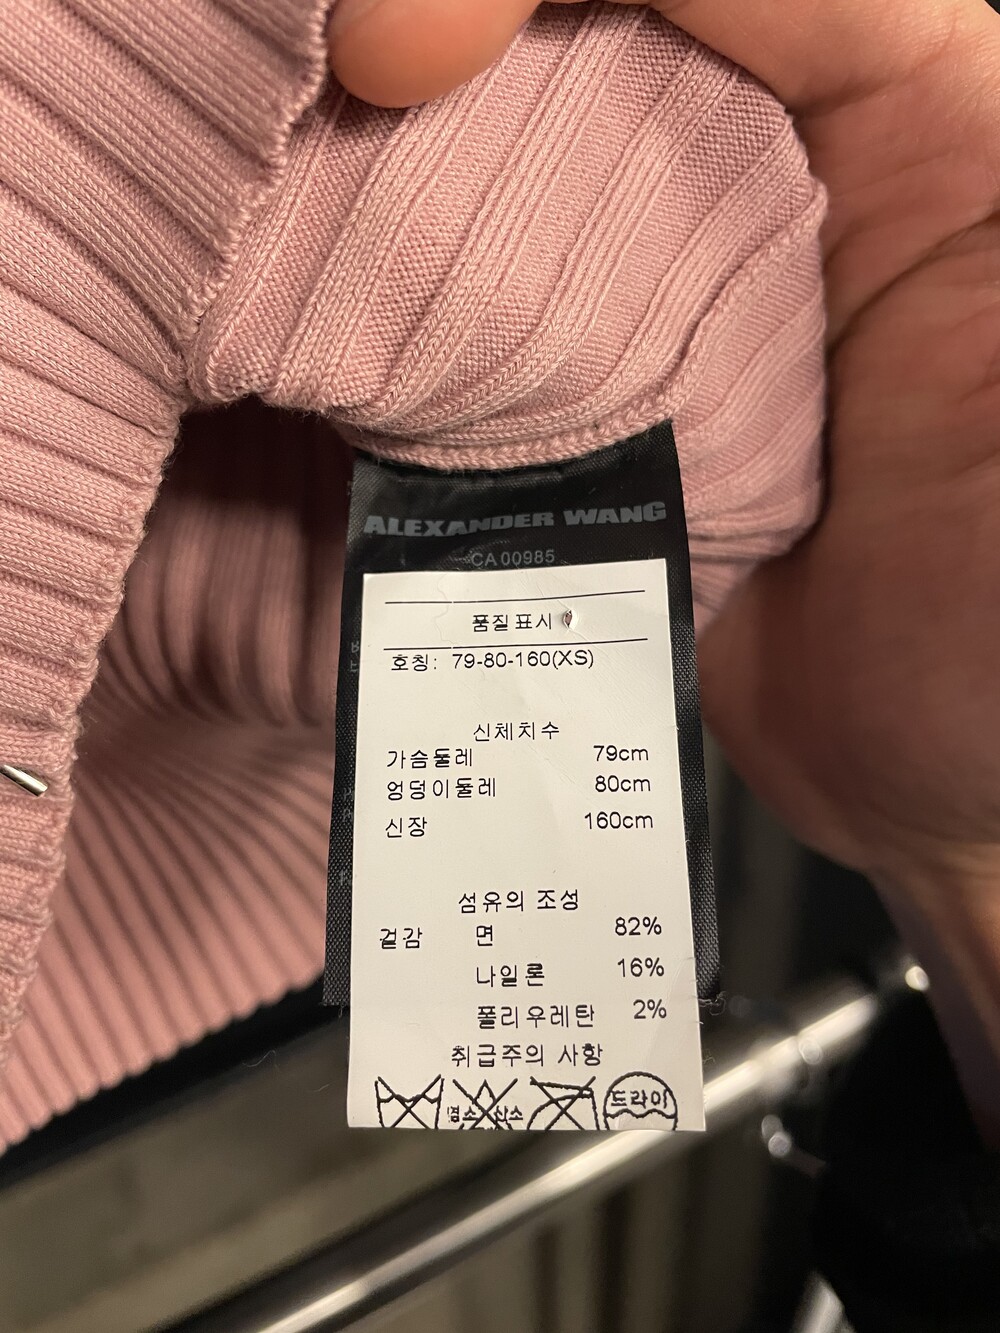 ALEXANDER WANG
CA 00985
품질표시
호칭: 79-80-160(XS)
신체치수
가슴둘레 79cm
엉덩이둘레 80cm
신장 160cm
섬유의 조성
겉감 면 82%
나일론 16%
폴리우레탄 2%
취급주의 사항
염소 산소 드라이